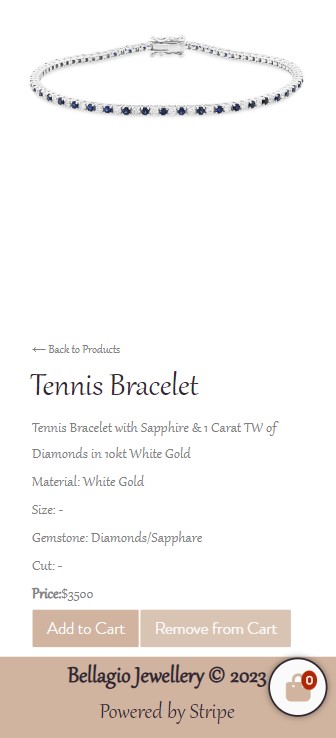 ← Back to Products
Tennis Bracelet
Tennis Bracelet with Sapphire & 1 Carat TW of
Diamonds in 10kt White Gold
Material: White Gold
Size: -
Gemstone: Diamonds/Sapphare
Cut: -
Price:$3500
Add to Cart Remove from Cart
Bellagio Jewellery © 2023
0
Powered by Stripe